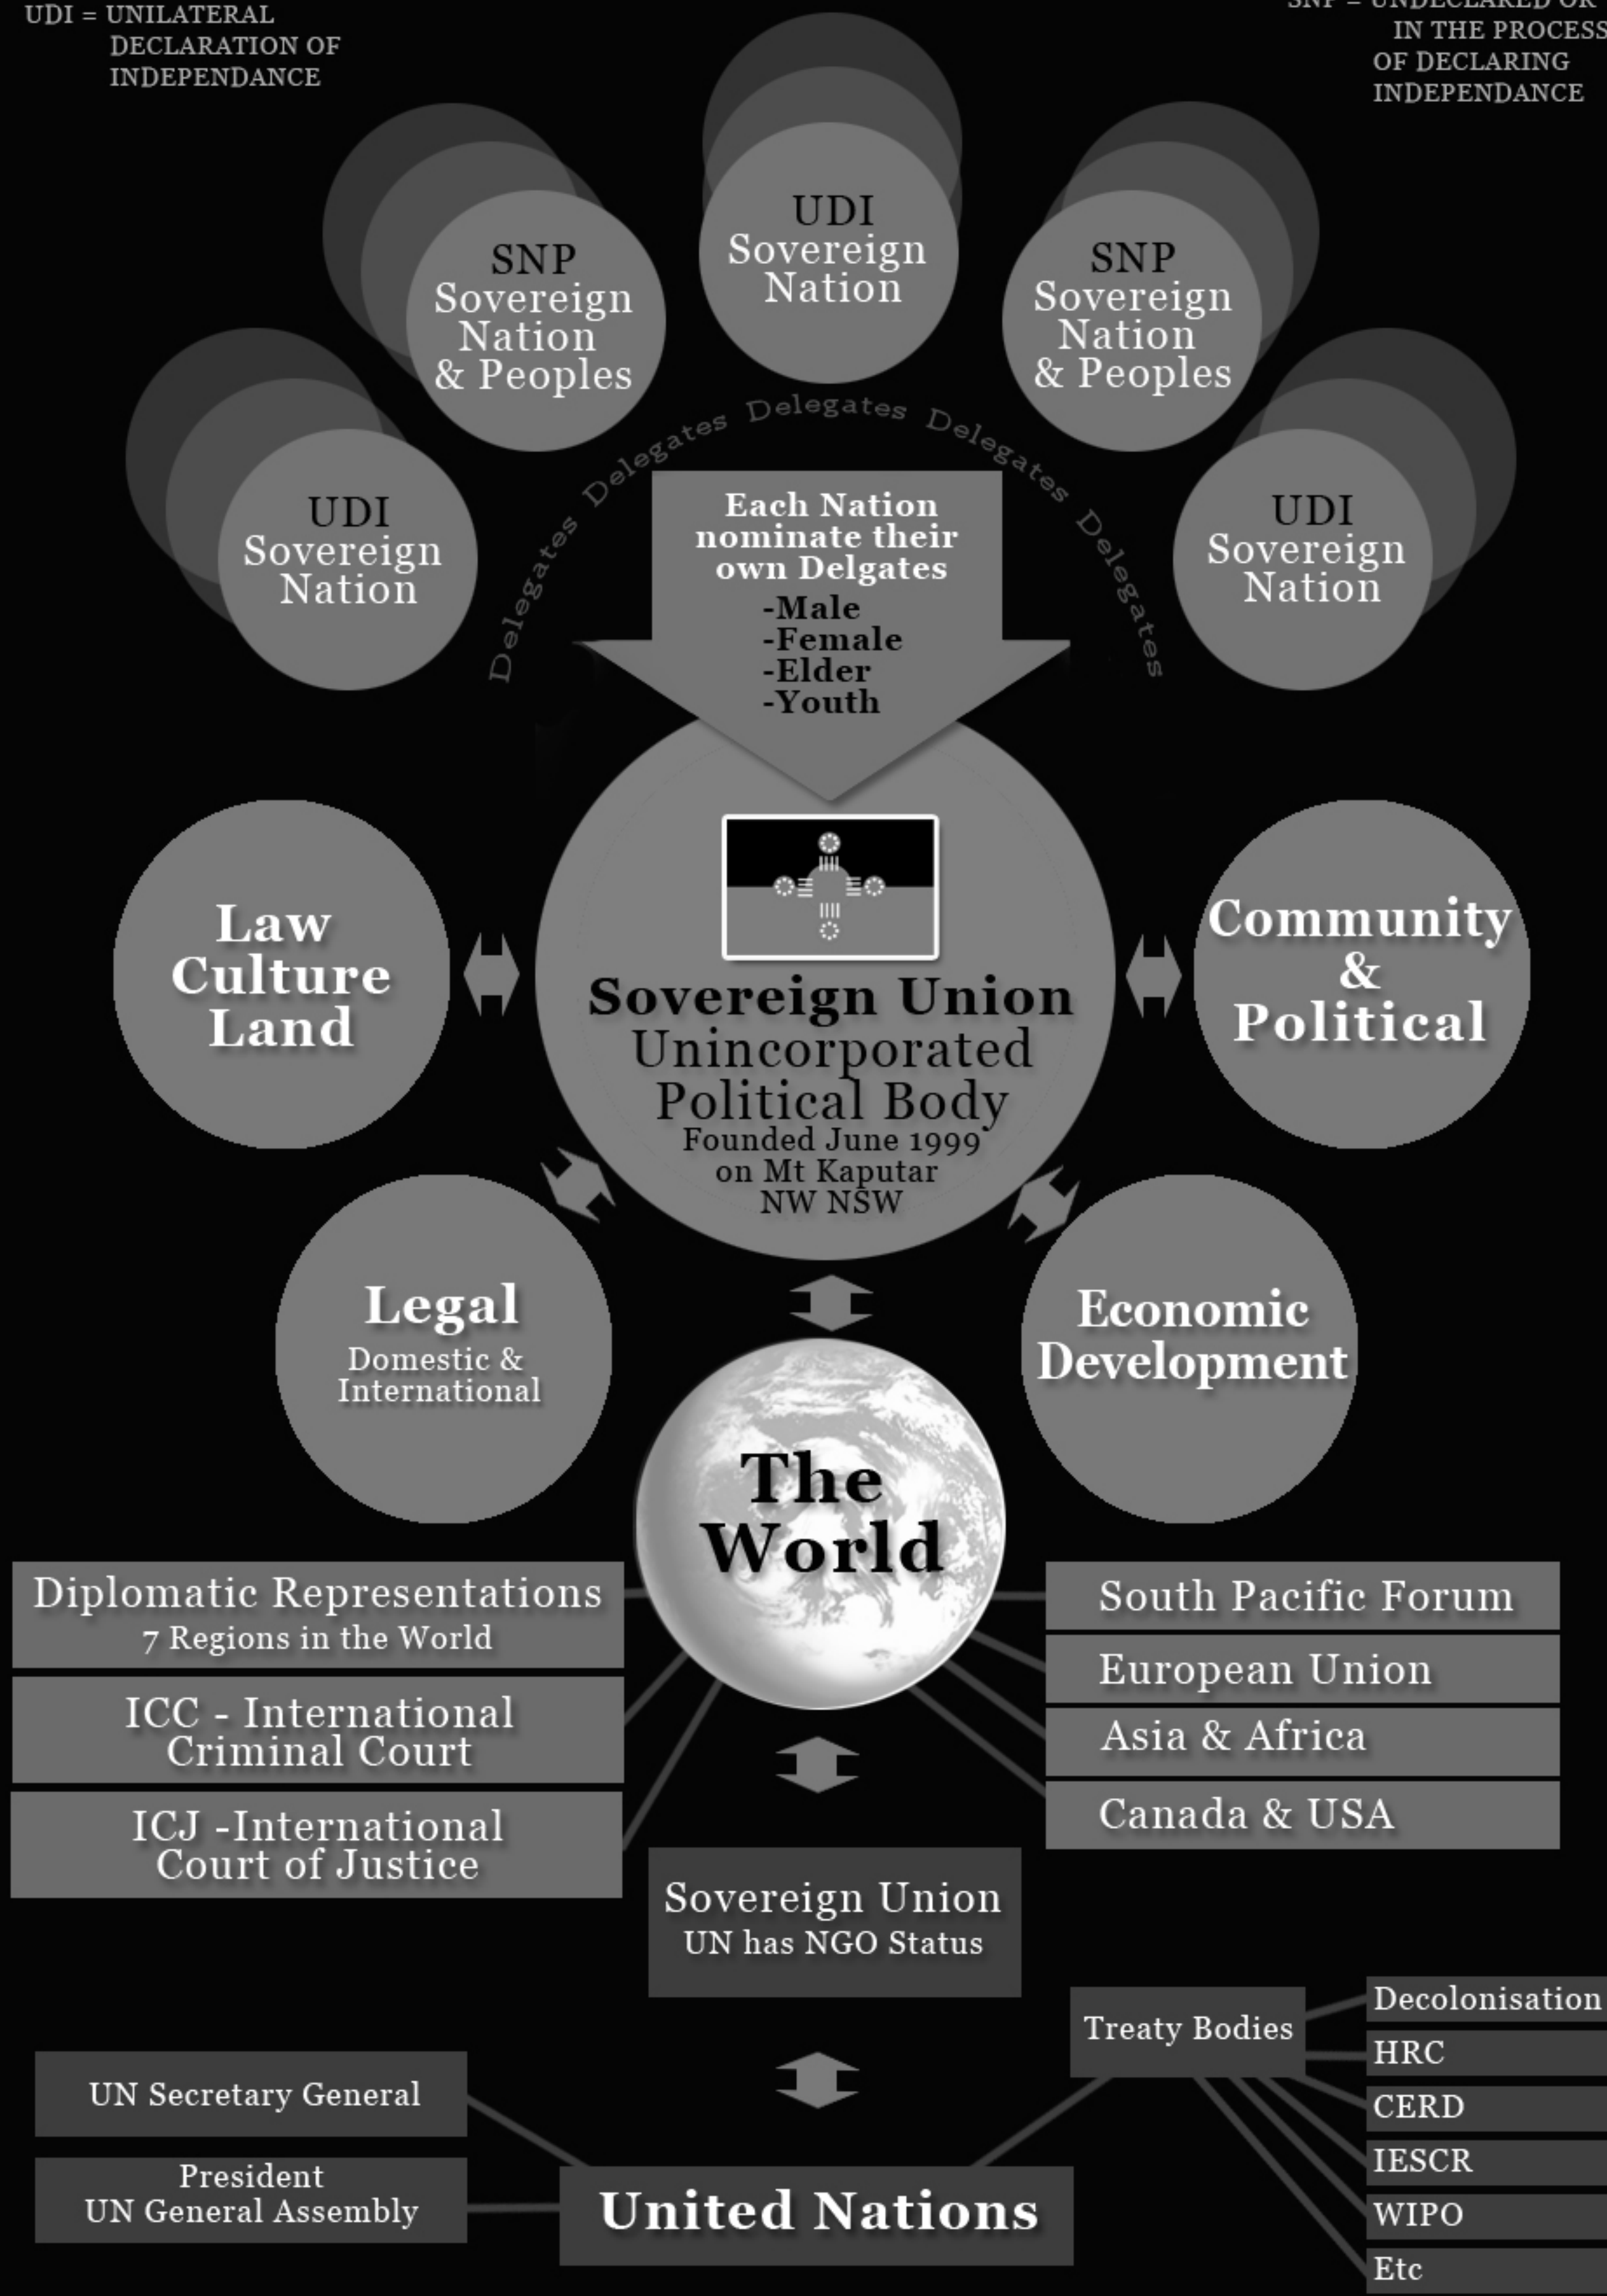 UDI = UNILATERAL
DECLARATION OF
INDEPENDANCE
SNP = UNDECLARED OR
IN THE PROCESS
OF DECLARING
INDEPENDANCE
UDI
Sovereign
Nation
SNP
Sovereign
Nation
& Peoples
SNP
Sovereign
Nation
& Peoples
UDI
Sovereign
Nation
UDI
Sovereign
Nation
Delegates Delegates Delegates Delegates Delegates
Each Nation
nominate their
own Delgates
-Male
-Female
-Elder
-Youth
Law
Culture
Land
Sovereign Union
Unincorporated
Political Body
Founded June 1999
on Mt Kaputar
NW NSW
Community
&
Political
Legal
Domestic &
International
Economic
Development
The
World
Diplomatic Representations
7 Regions in the World
ICC - International
Criminal Court
ICJ -International
Court of Justice
South Pacific Forum
European Union
Asia & Africa
Canada & USA
Sovereign Union
UN has NGO Status
Treaty Bodies
Decolonisation
HRC
CERD
IESCR
WIPO
Etc
UN Secretary General
President
UN General Assembly
United Nations